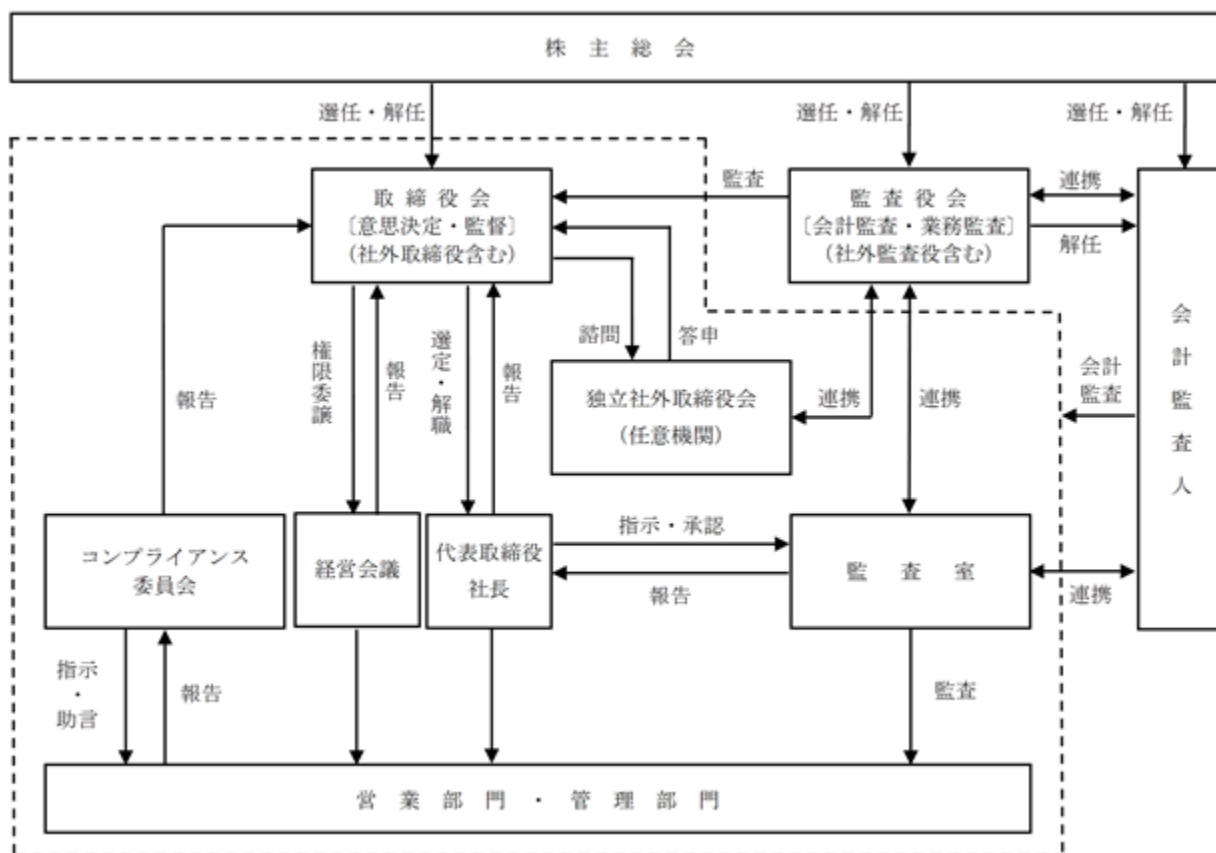 株主総会
選任・解任
選任・解任
選任・解任
取締役会
〔意思決定・監督〕
(社外取締役含む)
監査
監査役会
〔会計監査・業務監査〕
(社外監査役含む)
連携
解任
会計監査人
報告
権限委譲
報告
選定・解職
報告
諮問
答申
独立社外取締役会
(任意機関)
連携
連携
会計
監査
コンプライアンス
委員会
経営会議
代表取締役
社長
指示・承認
報告
監査室
連携
指示
・
助言
報告
監査
営業部門・管理部門